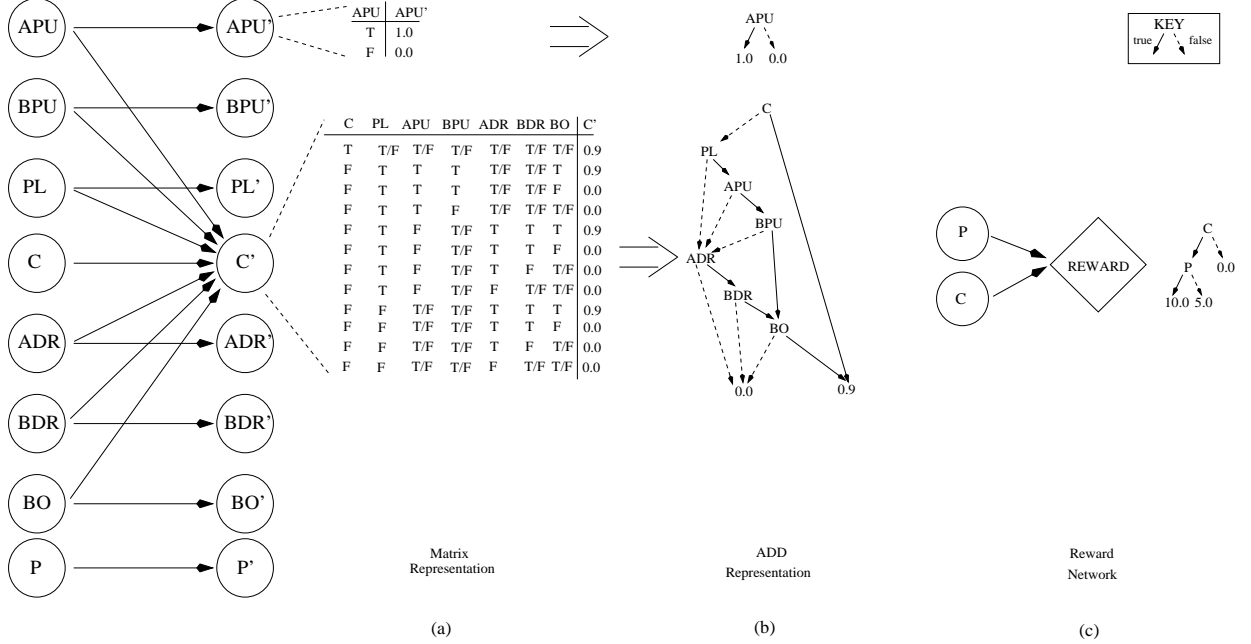 APU APU'
BPU BPU'
PL PL'
C C'
ADR ADR'
BDR BDR'
BO BO'
P P'
APU APU'
T 1.0
F 0.0
C PL APU BPU ADR BDR BO C'
T T/F T/F T/F T/F T/F T/F 0.9
F T T T T/F T/F T 0.9
F T T T T/F T/F F 0.0
F T T F T/F T/F T/F 0.0
F T F T/F T T T 0.9
F T F T/F T T F 0.0
F T F T/F T F T/F 0.0
F T F T/F F T/F T/F 0.0
F F T/F T/F T T T 0.9
F F T/F T/F T T F 0.0
F F T/F T/F T F T/F 0.0
F F T/F T/F F T/F T/F 0.0
Matrix
Representation
(a)
APU
1.0 0.0
C
PL
APU
BPU
ADR
BDR
BO
0.0
0.9
ADD
Representation
(b)
KEY
true false
P
C
REWARD
C
P 0.0
10.0 5.0
Reward
Network
(c)